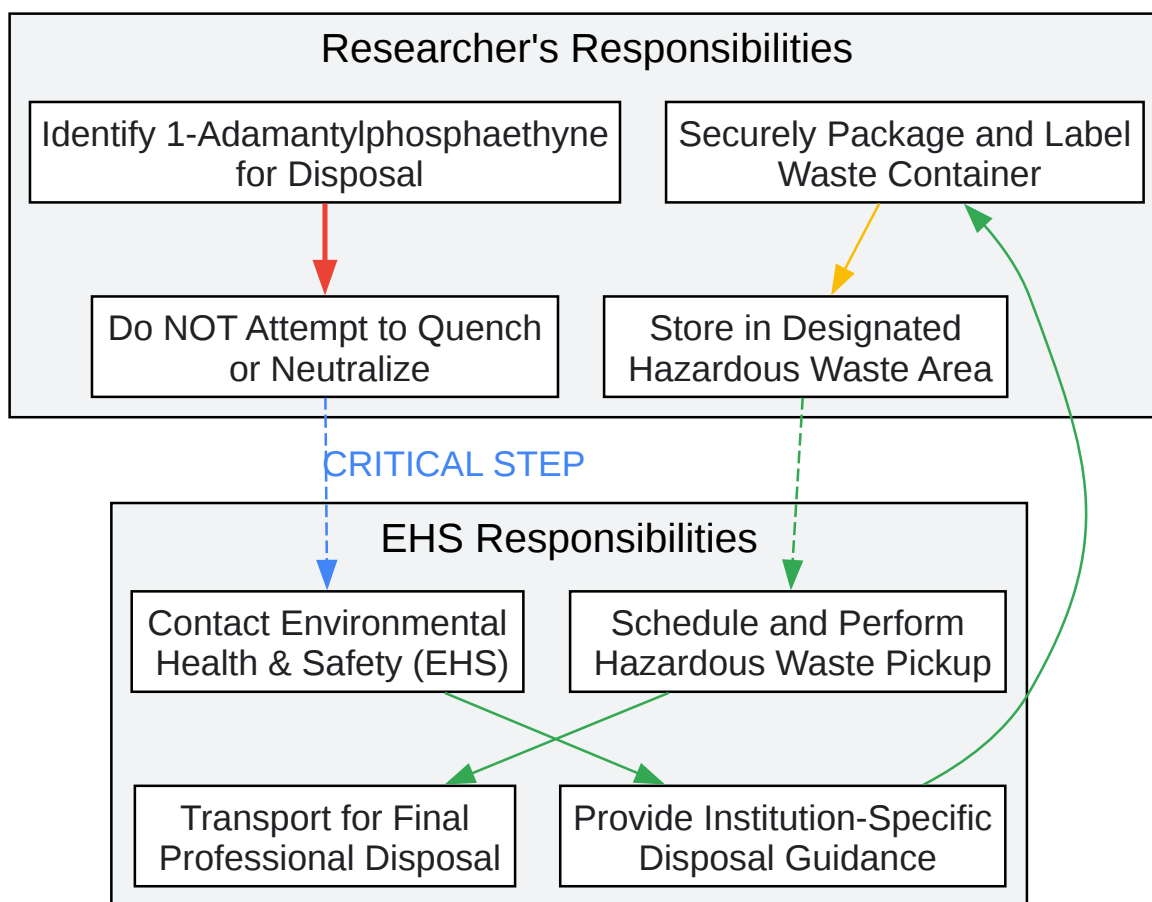 Researcher's Responsibilities
Identify 1-Adamantylphosphaethyne
for Disposal
Securely Package and Label
Waste Container
Do NOT Attempt to Quench
or Neutralize
Store in Designated
Hazardous Waste Area
CRITICAL STEP
EHS Responsibilities
Contact Environmental
Health & Safety (EHS)
Schedule and Perform
Hazardous Waste Pickup
Transport for Final
Professional Disposal
Provide Institution-Specific
Disposal Guidance